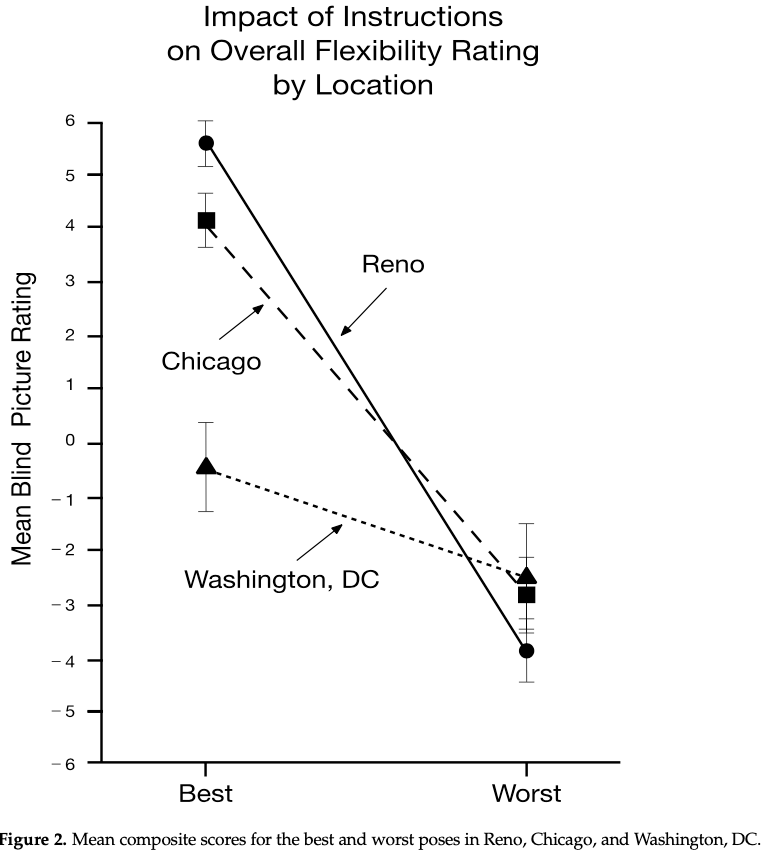 Impact of Instructions
on Overall Flexibility Rating
by Location
Mean Blind Picture Rating
6
5
4
3
2
1
0
−1
−2
−3
−4
−5
−6
Reno
Chicago
Washington, DC
Best
Worst
Figure 2. Mean composite scores for the best and worst poses in Reno, Chicago, and Washington, DC.